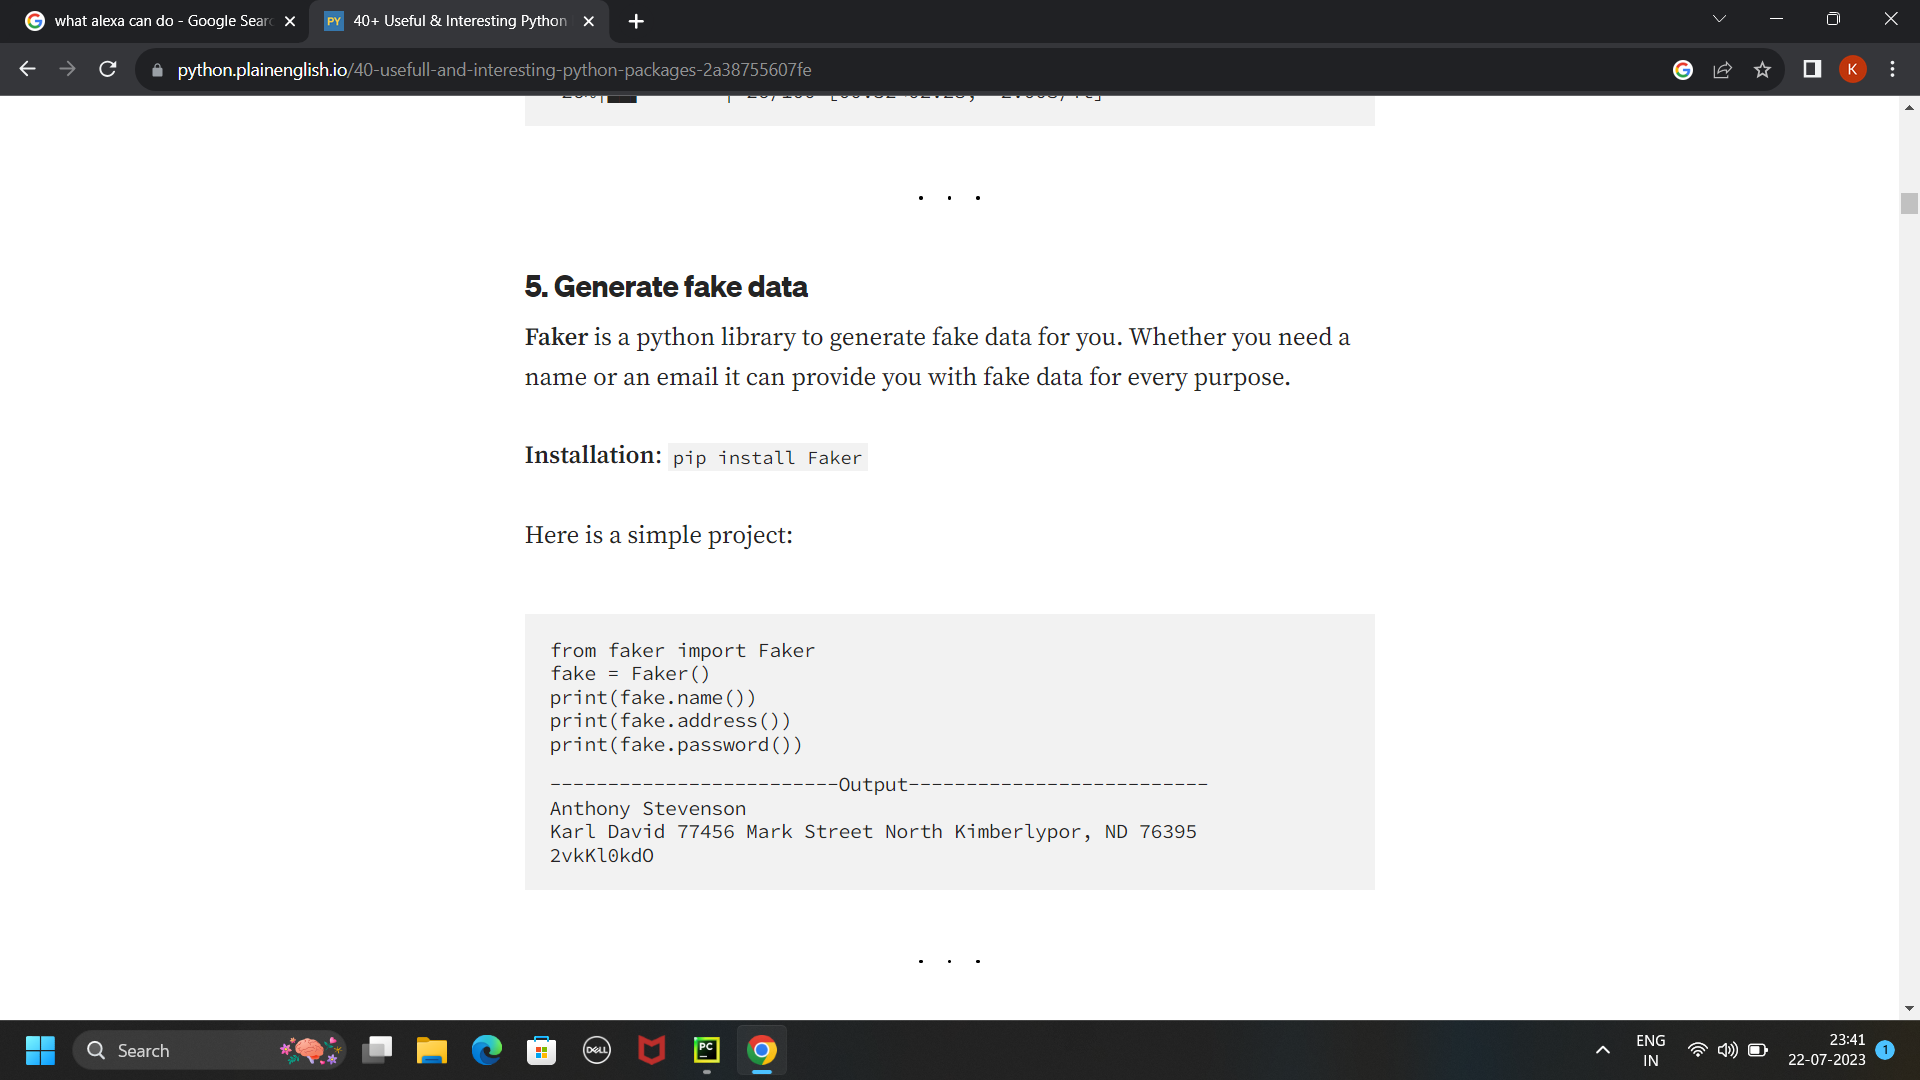 what alexa can do - Google Sear
PY 40+ Useful & Interesting Python
python.plainenglish.io/40-usefull-and-interesting-python-packages-2a38755607fe
K
5. Generate fake data
Faker is a python library to generate fake data for you. Whether you need a
name or an email it can provide you with fake data for every purpose.
Installation: pip install Faker
Here is a simple project:
from faker import Faker
fake = Faker()
print(fake.name())
print(fake.address())
print(fake.password())
-------------------------Output--------------------------
Anthony Stevenson
Karl David 77456 Mark Street North Kimberlypor, ND 76395
2vkKl0kdO
Search
DELL
PC
ENG
IN
23:41
22-07-2023
1